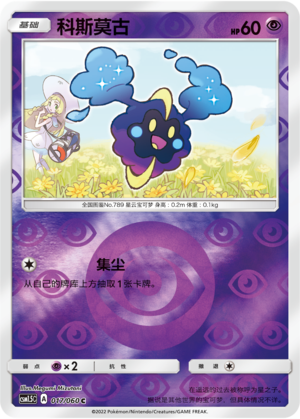 基础
科斯莫古
HP60
全国图鉴No.789 星云宝可梦 身高：0.2m 体重：0.1kg
集尘
从自己的牌库上方抽取1张卡牌。
Illus. Megumi Mizutani
弱点 ×2 抗性 撤退
CSM1.5C A 017/060 C
©2022 Pokémon/Nintendo/Creatures/GAME FREAK.